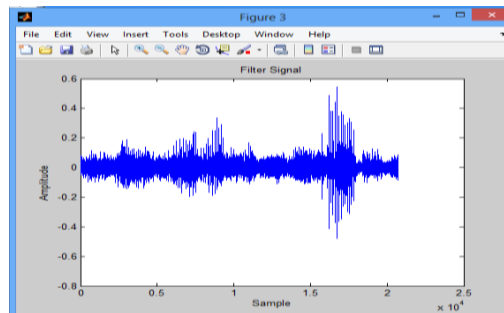 Figure 3
File Edit View Insert Tools Desktop Window Help
Filter Signal
0.6
0.4
0.2
0
-0.2
-0.4
-0.6
-0.8
Amplitude
0 0.5 1 1.5 2 2.5
Sample
× 10^4